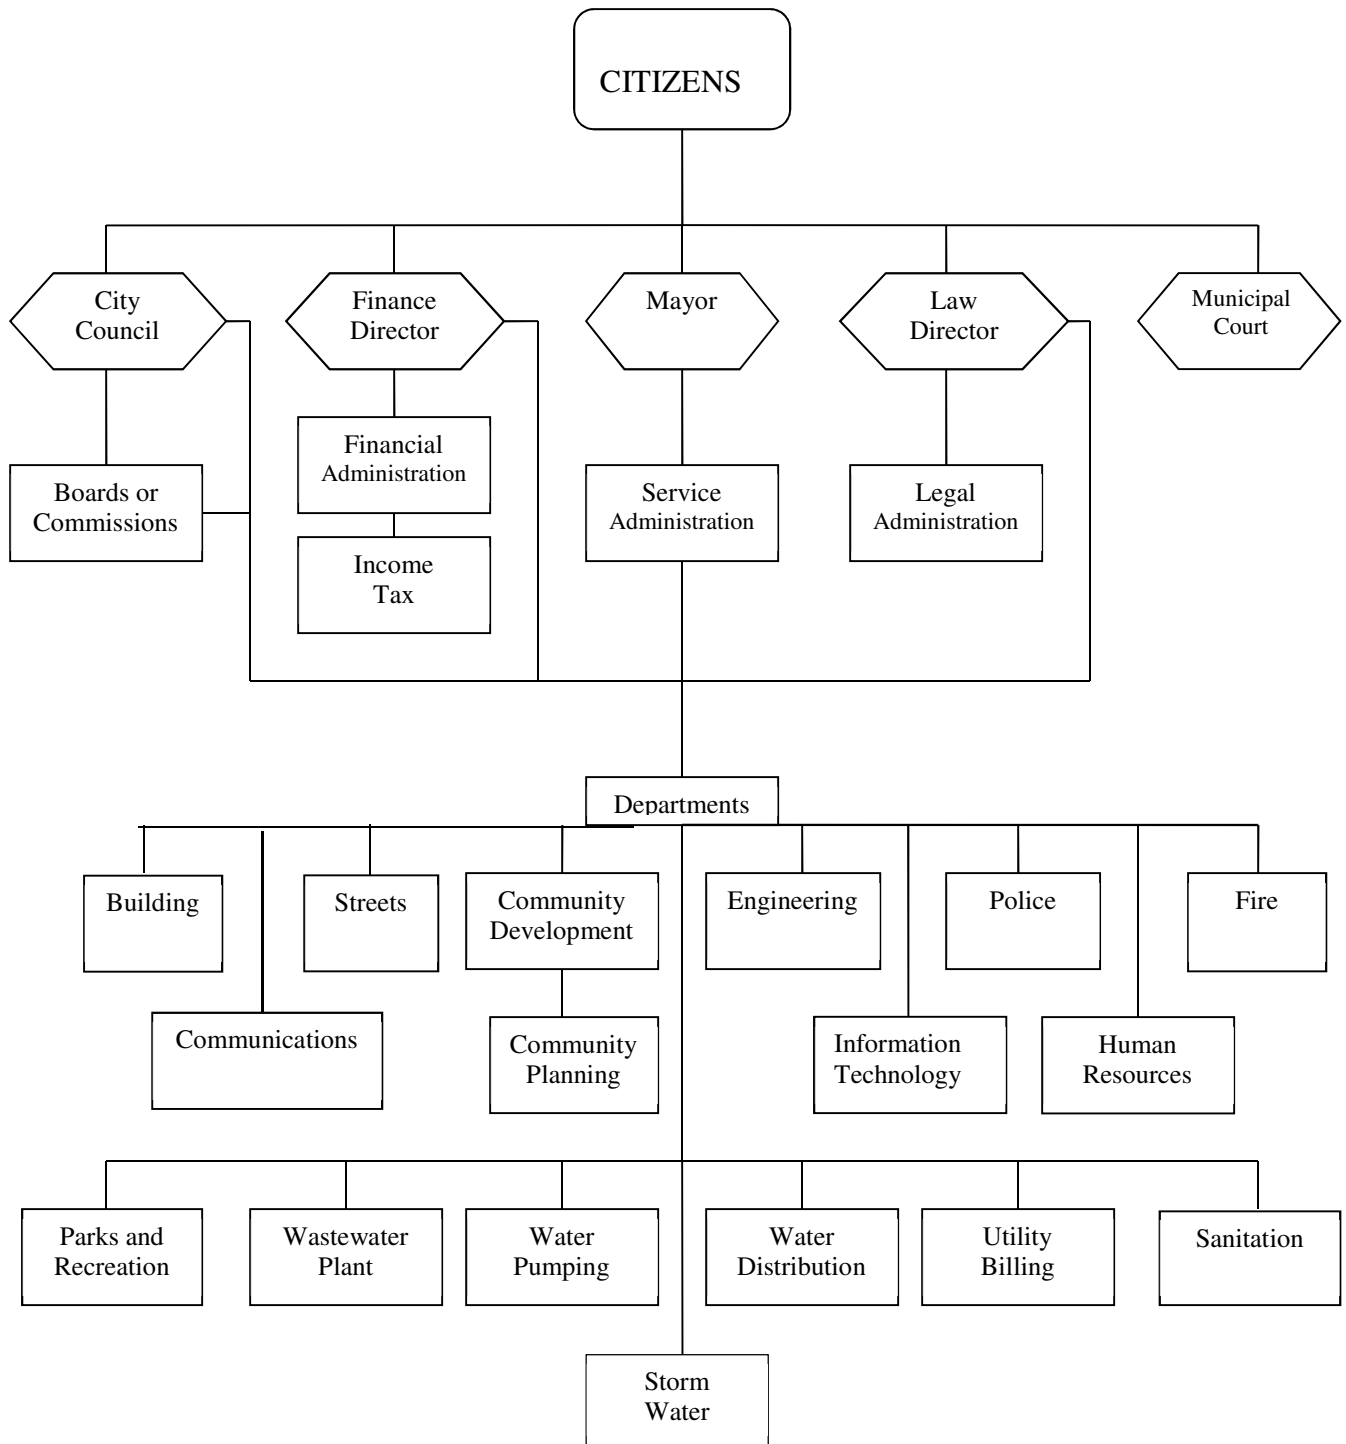 CITIZENS
City
Council
Finance
Director
Mayor
Law
Director
Municipal
Court
Financial
Administration
Boards or
Commissions
Service
Administration
Legal
Administration
Income
Tax
Departments
Building
Streets
Community
Development
Engineering
Police
Fire
Communications
Community
Planning
Information
Technology
Human
Resources
Parks and
Recreation
Wastewater
Plant
Water
Pumping
Water
Distribution
Utility
Billing
Sanitation
Storm
Water